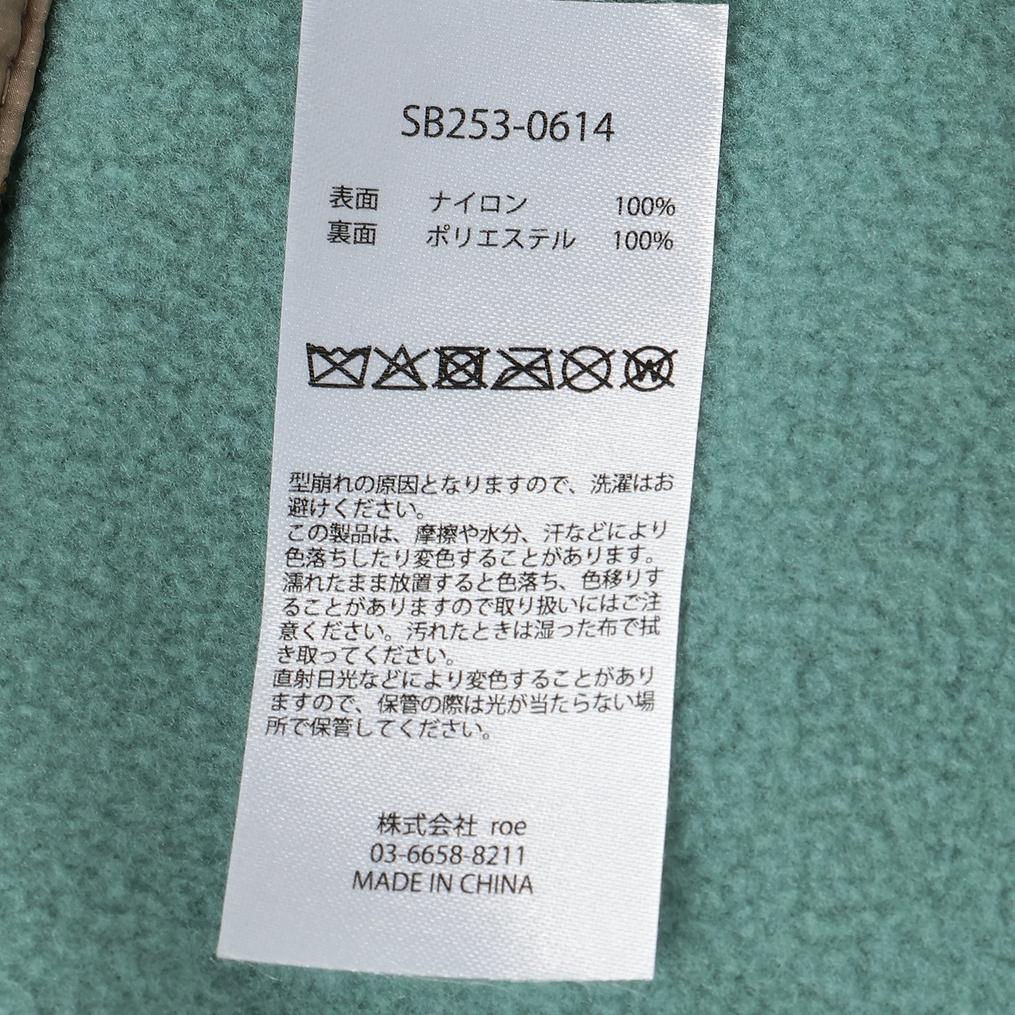 SB253-0614
表面 ナイロン 100%
裏面 ポリエステル 100%
W
型崩れの原因となりますので、洗濯はお
避けください。
この製品は、摩擦や水分、汗などにより
色落ちしたり変色することがあります。
濡れたまま放置すると色落ち、色移りす
ることがありますので取り扱いにはご注
意ください。汚れたときは湿った布で拭
き取ってください。
直射日光などにより変色することがあり
ますので、保管の際は光が当たらない場
所で保管してください。
株式会社 roe
03-6658-8211
MADE IN CHINA